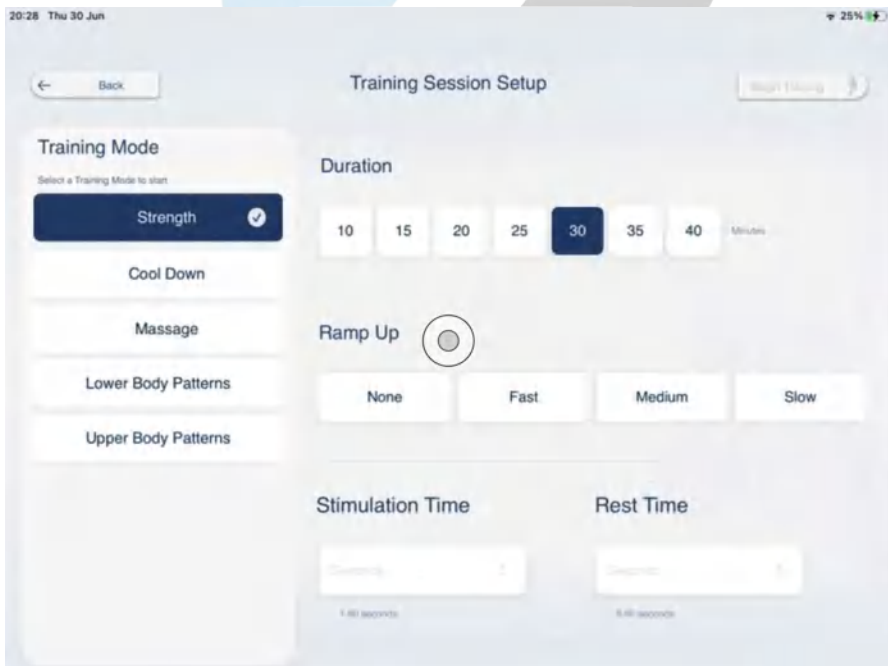 20:28 Thu 30 Jun
25%
Back
Training Session Setup
Training Mode
Select a Training Mode to start
Strength
Cool Down
Massage
Lower Body Patterns
Upper Body Patterns
Duration
10 15 20 25 30 35 40 Minutes
Ramp Up
None Fast Medium Slow
Stimulation Time
Rest Time
seconds
seconds